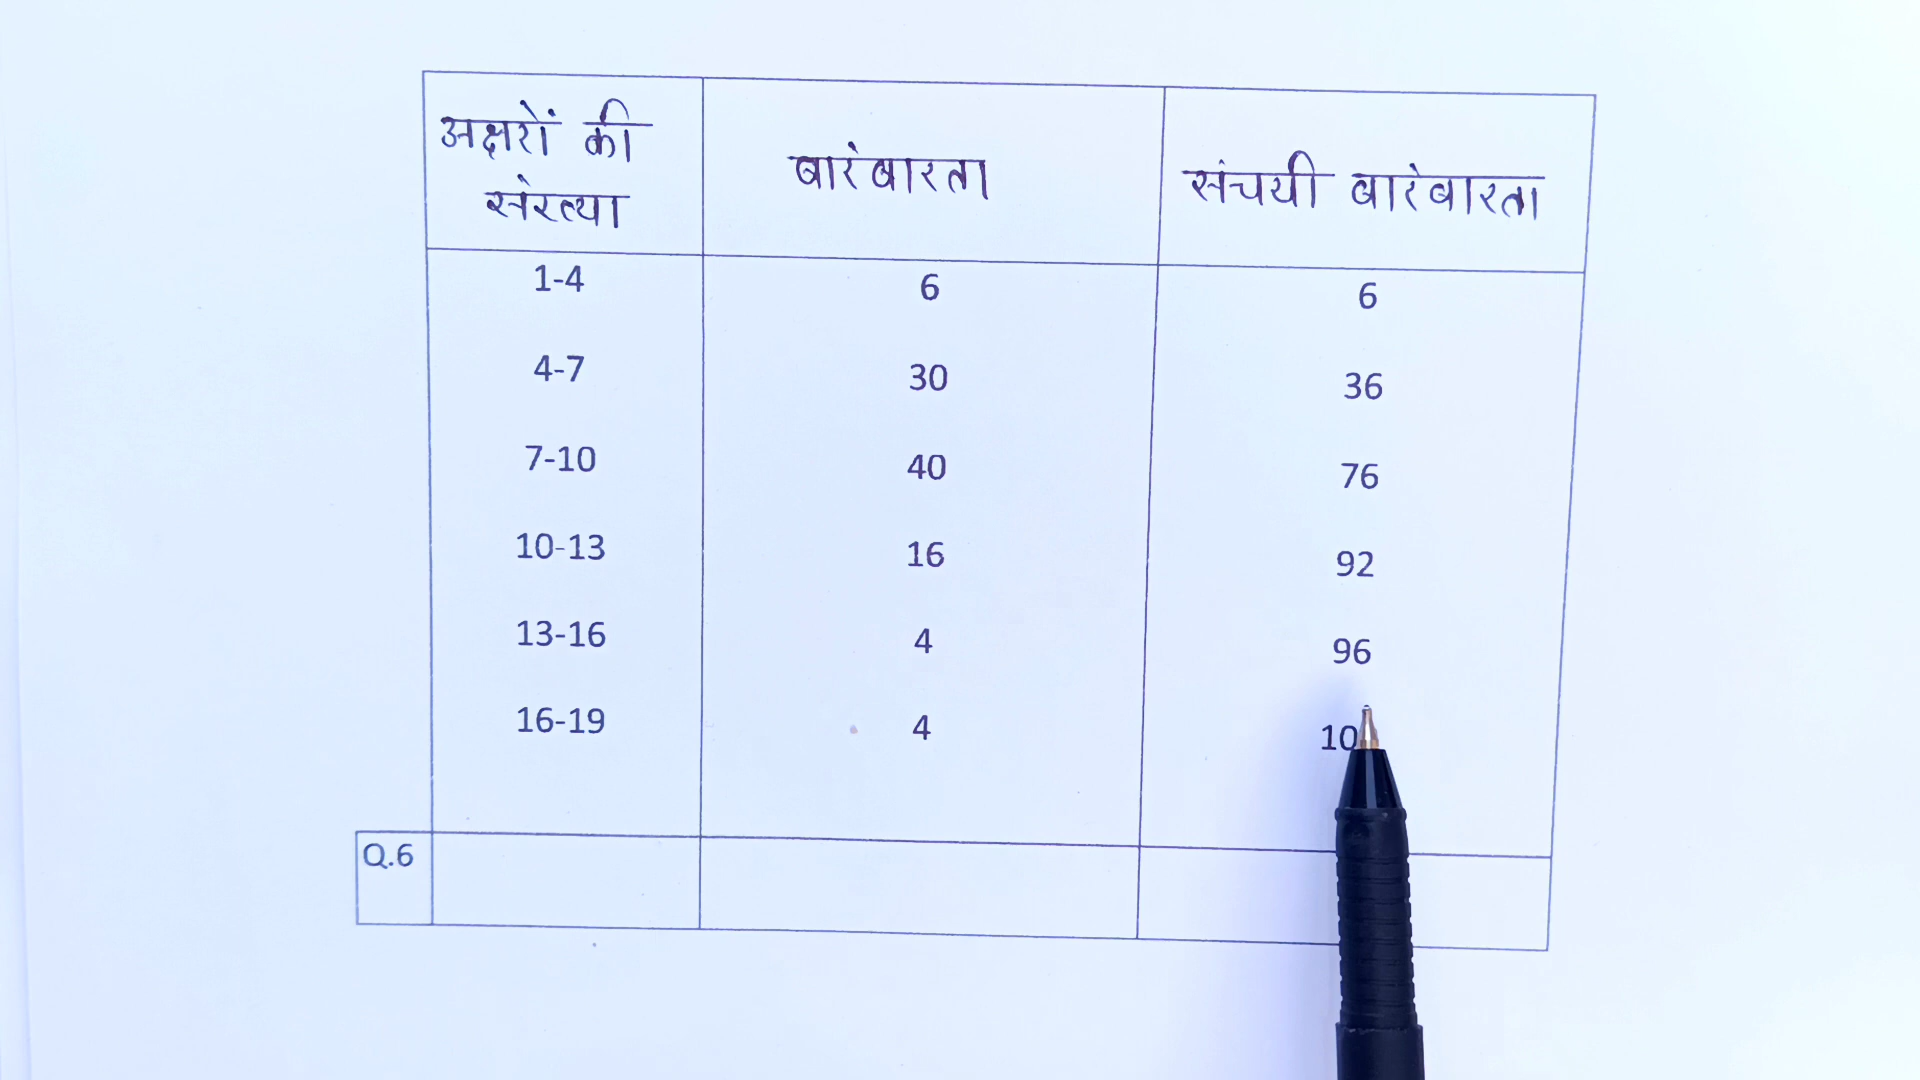 अक्षरों की
संख्या
बारंबारता
संचयी बारंबारता
1-4 6 6
4-7 30 36
7-10 40 76
10-13 16 92
13-16 4 96
16-19 4
Q.6